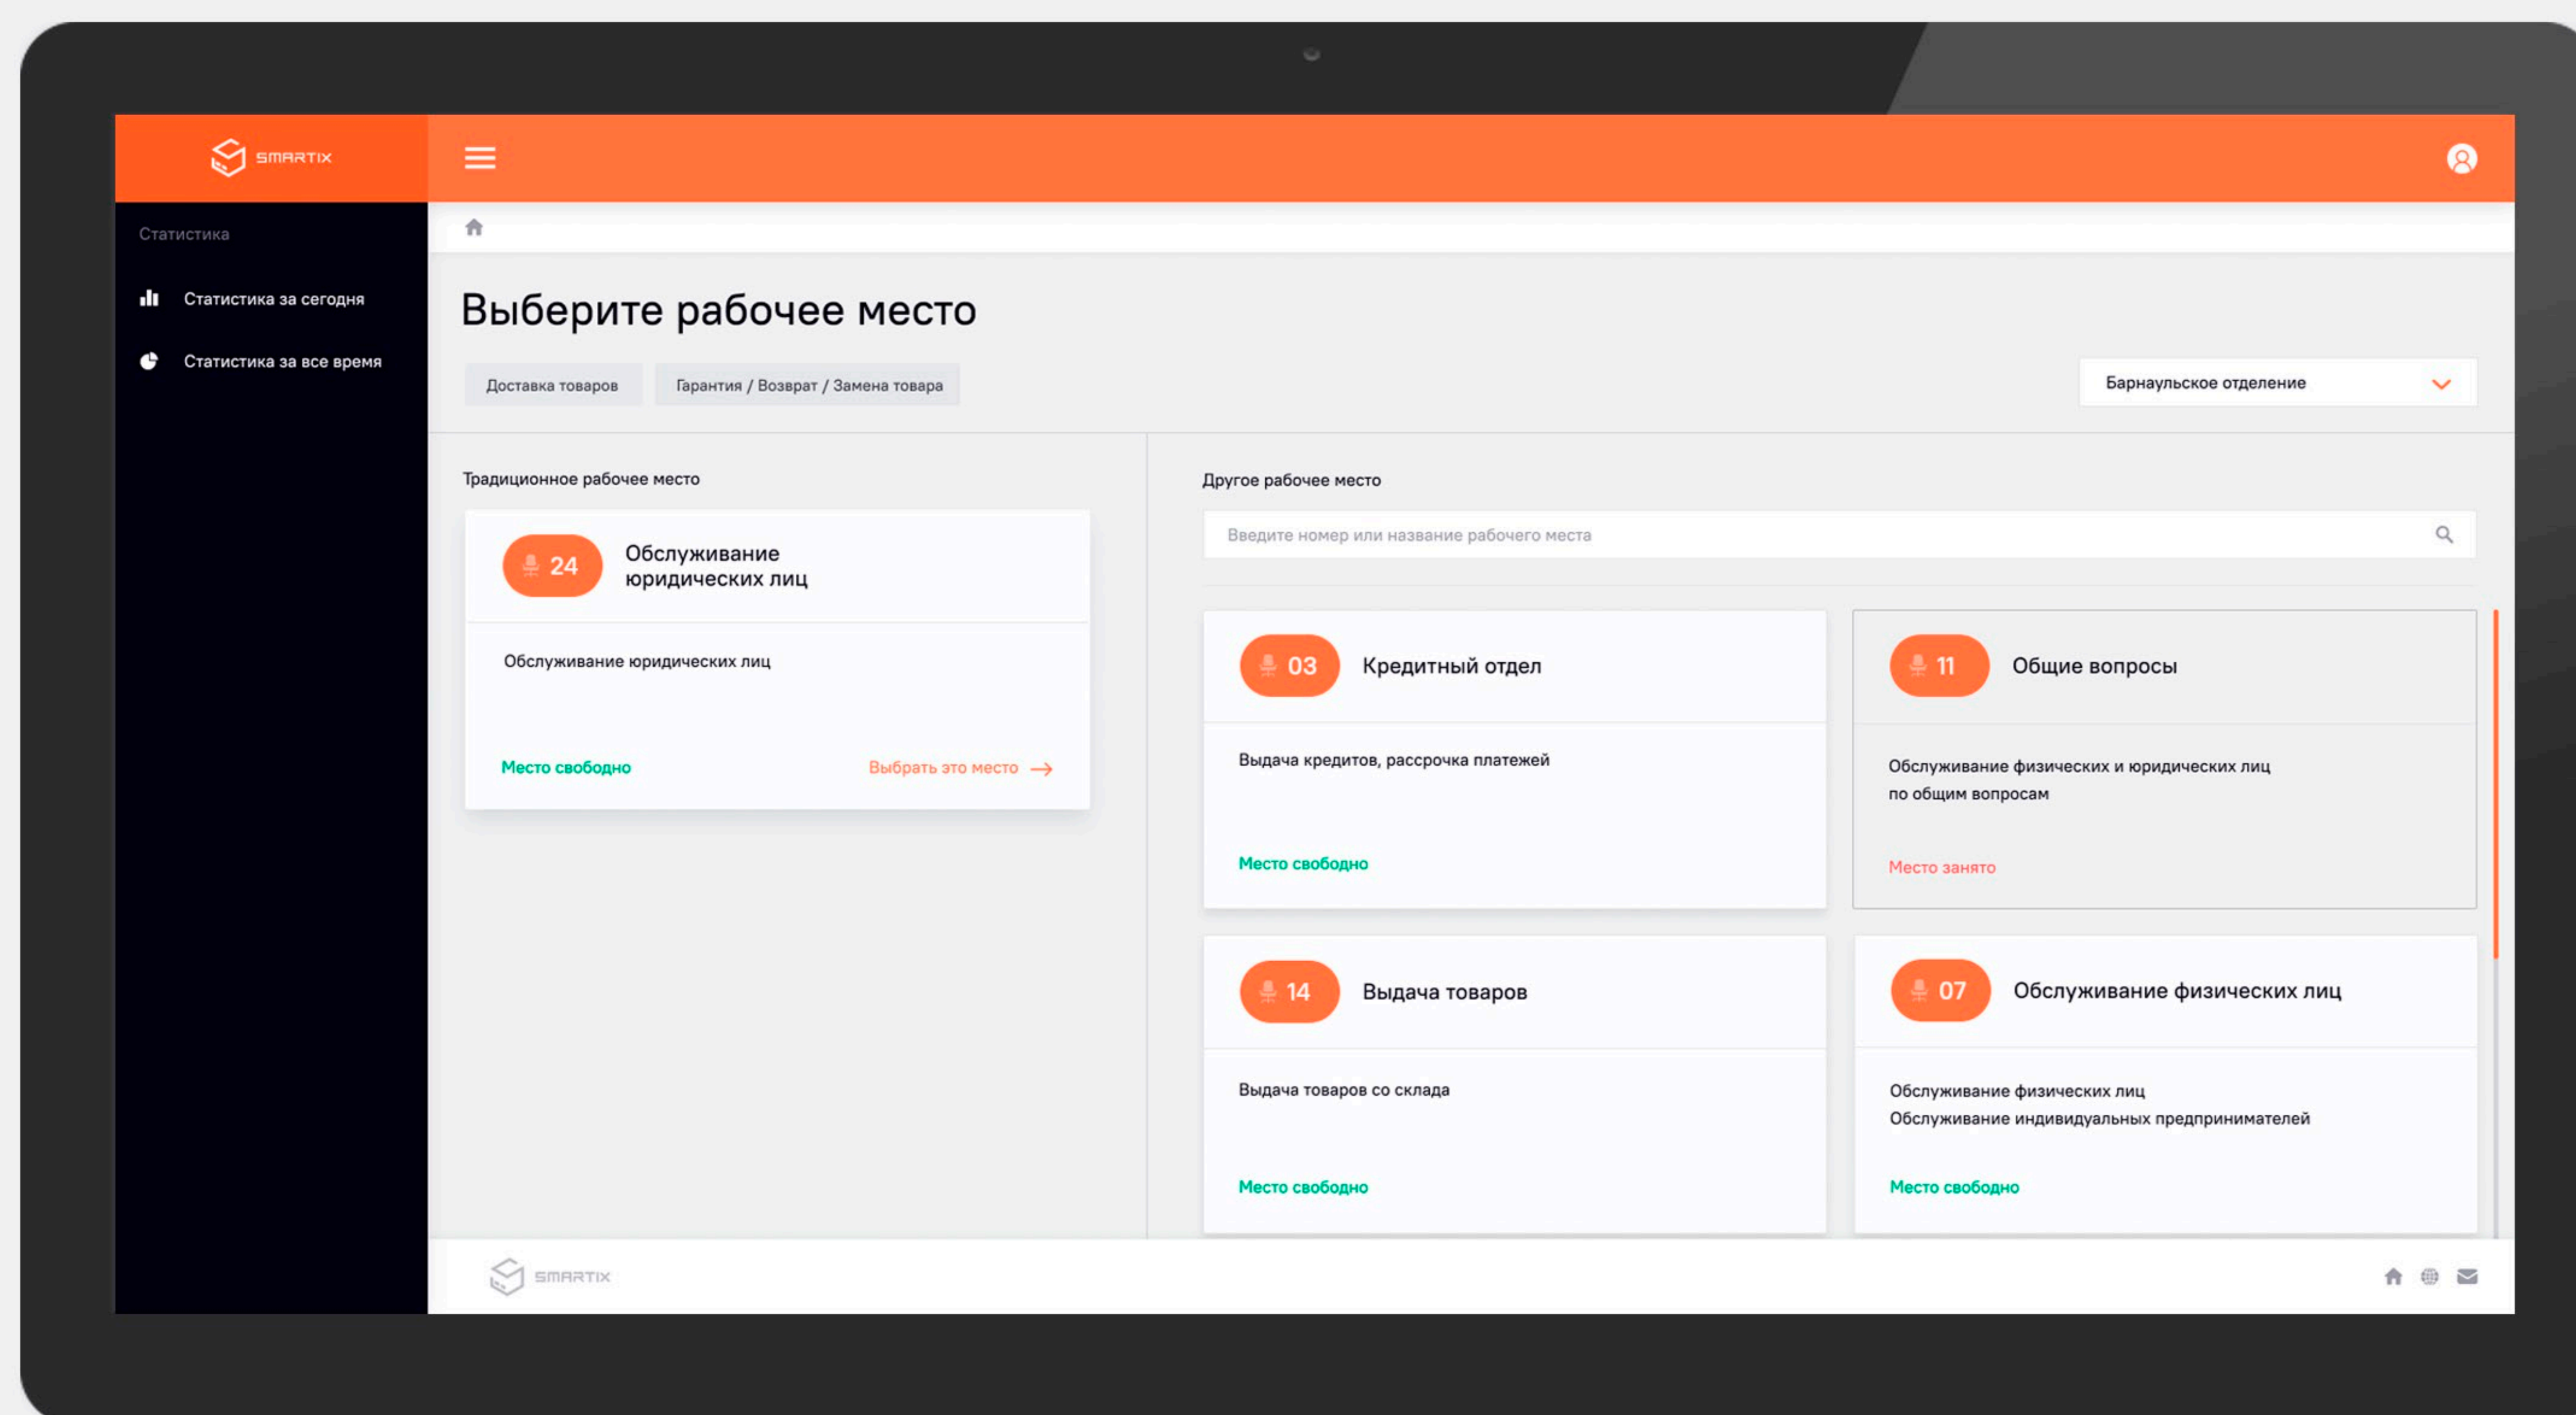 SMARTIX
Статистика
Статистика за сегодня
Статистика за все время
Выберите рабочее место
Доставка товаров
Гарантия / Возврат / Замена товара
Барнаульское отделение
Традиционное рабочее место
24
Обслуживание
юридических лиц
Обслуживание юридических лиц
Место свободно
Выбрать это место
Другое рабочее место
Введите номер или название рабочего места
03
Кредитный отдел
Выдача кредитов, рассрочка платежей
Место свободно
11
Общие вопросы
Обслуживание физических и юридических лиц
по общим вопросам
Место занято
14
Выдача товаров
Выдача товаров со склада
Место свободно
07
Обслуживание физических лиц
Обслуживание физических лиц
Обслуживание индивидуальных предпринимателей
Место свободно
SMARTIX